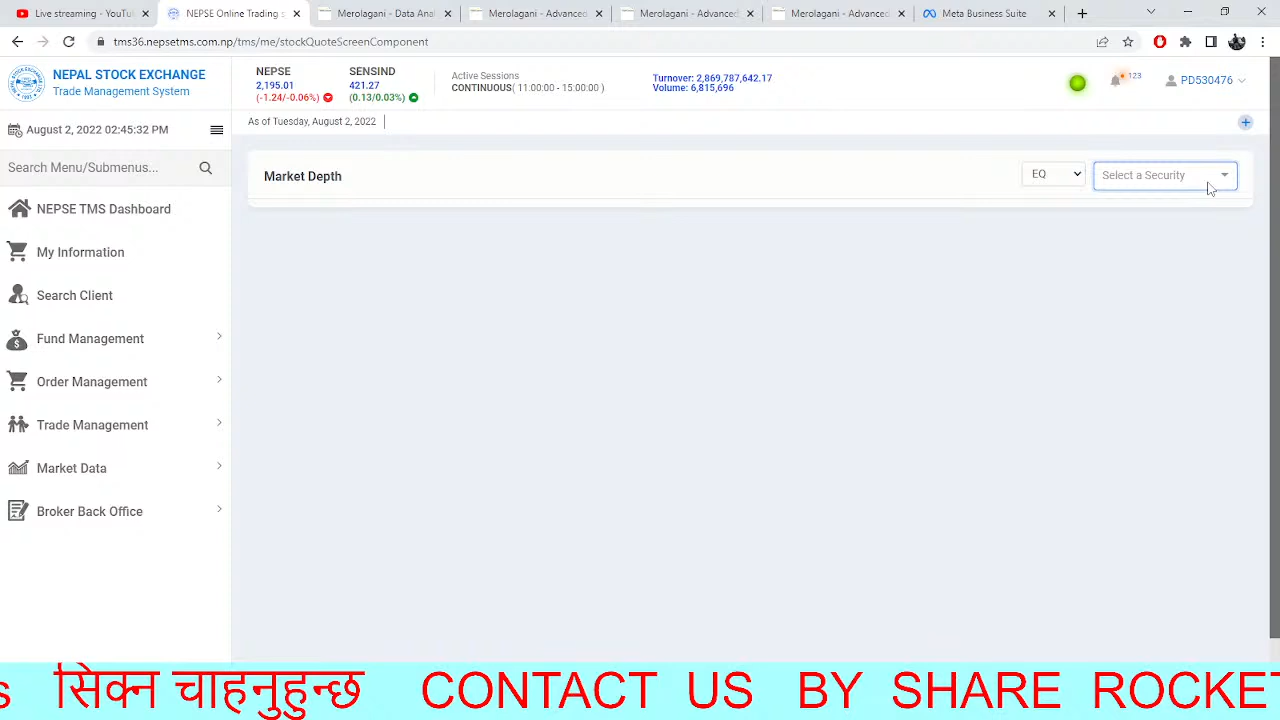 Live streaming - YouTu
NEPSE Online Trading s
Merolagani - Data Anal
Merolagani - Advanced
Merolagani - Advanced
Merolagani - Advanced
Meta Business Suite
tms36.nepsetms.com.np/tms/me/stockQuoteScreenComponent
NEPAL STOCK EXCHANGE
Trade Management System
NEPSE
2,195.01
(-1.24/-0.06%)
SENSIND
421.27
(0.13/0.03%)
Active Sessions
CONTINUOUS( 11:00:00 - 15:00:00 )
Turnover: 2,869,787,642.17
Volume: 6,815,696
123
PD530476
August 2, 2022 02:45:32 PM
As of Tuesday, August 2, 2022
Search Menu/Submenus...
Market Depth
EQ
Select a Security
NEPSE TMS Dashboard
My Information
Search Client
Fund Management
Order Management
Trade Management
Market Data
Broker Back Office
s सिक्न चाहनुहुन्छ CONTACT US BY SHARE ROCKET